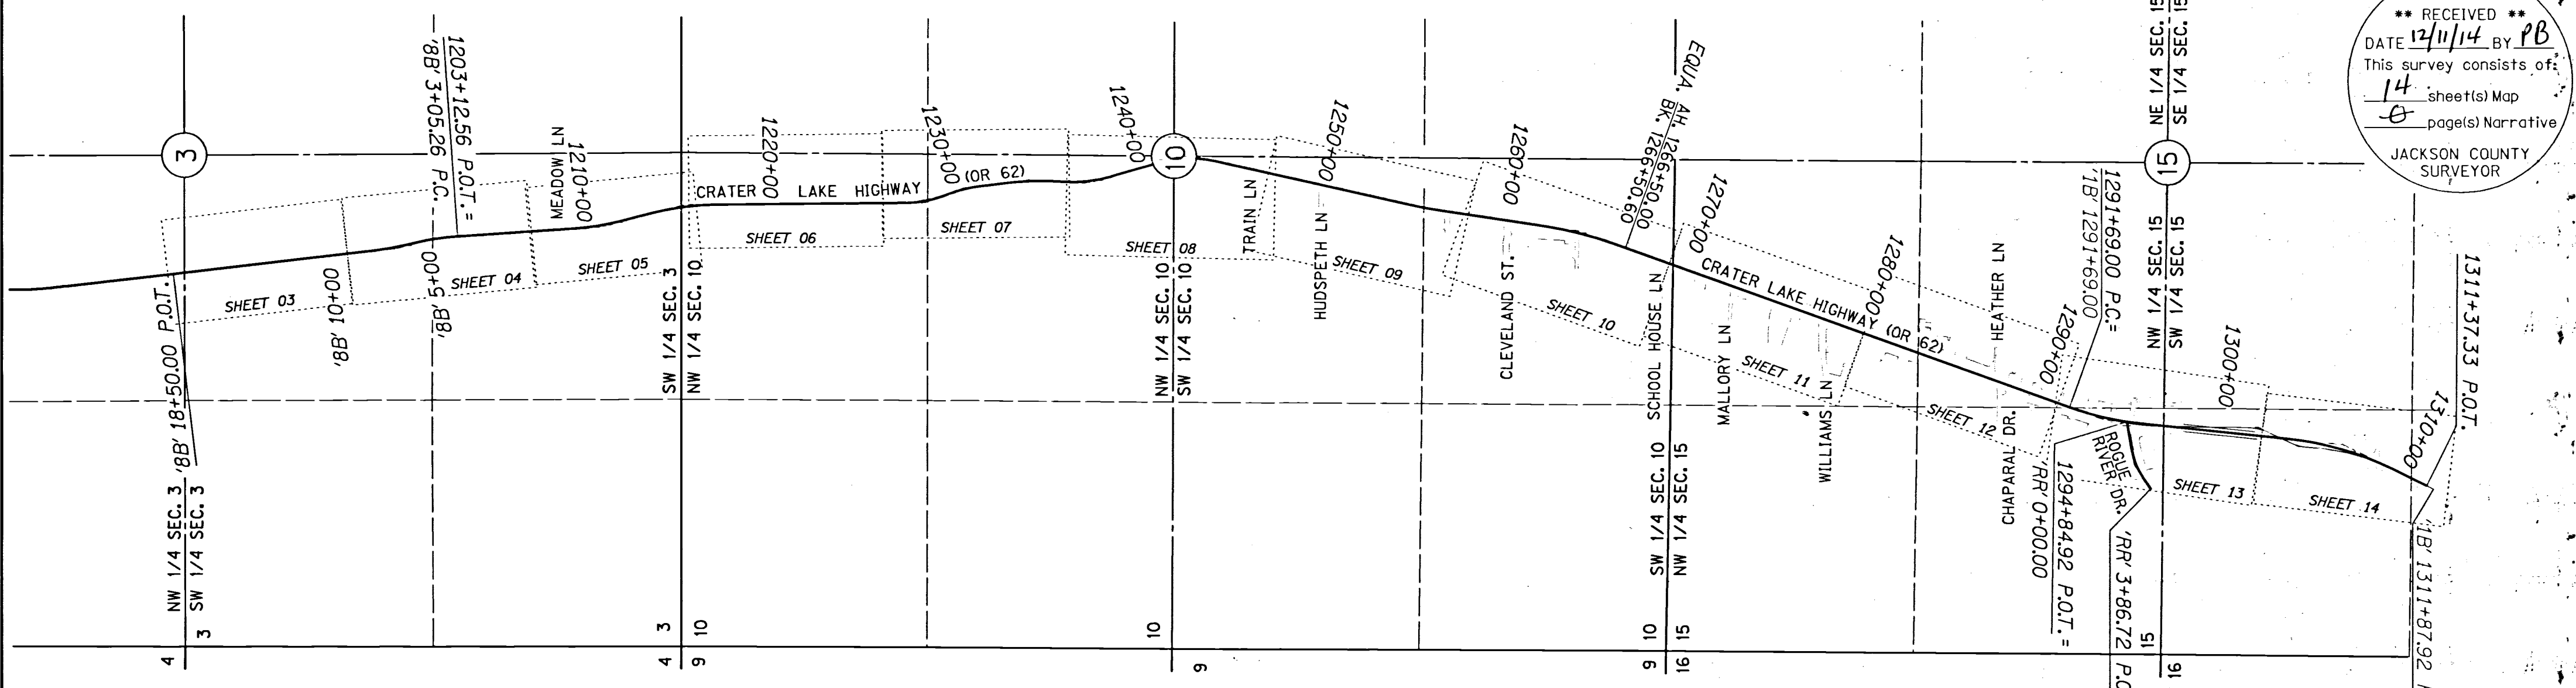 ** RECEIVED **
DATE 12/11/14 BY PB
This survey consists of:
14 sheet(s) Map
0 page(s) Narrative
JACKSON COUNTY
SURVEYOR
3
10
15
1203+12.56 P.O.T. =
'8B' 3+05.26 P.C.
MEADOW LN
1210+00
1220+00
1230+00
1240+00
1250+00
1260+00
EQUA. AH. 1266+50.00
BK. 1266+50.60
1270+00
1280+00
1290+00
1291+69.00 P.C.=
'1B' 1291+69.00
1300+00
1310+00
1311+37.33 P.O.T.
CRATER LAKE HIGHWAY (OR 62)
CRATER LAKE HIGHWAY (OR 62)
SHEET 03
SHEET 04
SHEET 05
SHEET 06
SHEET 07
SHEET 08
SHEET 09
SHEET 10
SHEET 11
SHEET 12
SHEET 13
SHEET 14
'8B' 18+50.00 P.O.T.
'8B' 10+00
'8B' 5+00
TRAIN LN
HUDSPETH LN
CLEVELAND ST.
SCHOOL HOUSE LN
MALLORY LN
WILLIAMS LN
HEATHER LN
CHAPARAL DR.
ROGUE
RIVER DR.
'RR' 0+00.00
1294+84.92 P.O.T. =
'RR' 3+86.72
'1B' 1311+87.92
NW 1/4 SEC. 3
SW 1/4 SEC. 3
SW 1/4 SEC. 3
NW 1/4 SEC. 10
NW 1/4 SEC. 10
SW 1/4 SEC. 10
SW 1/4 SEC. 10
NW 1/4 SEC. 15
NW 1/4 SEC. 15
SW 1/4 SEC. 15
NE 1/4 SEC. 15
SE 1/4 SEC. 15
4
3
4
3
9
10
10
9
9
10
16
15
15
16